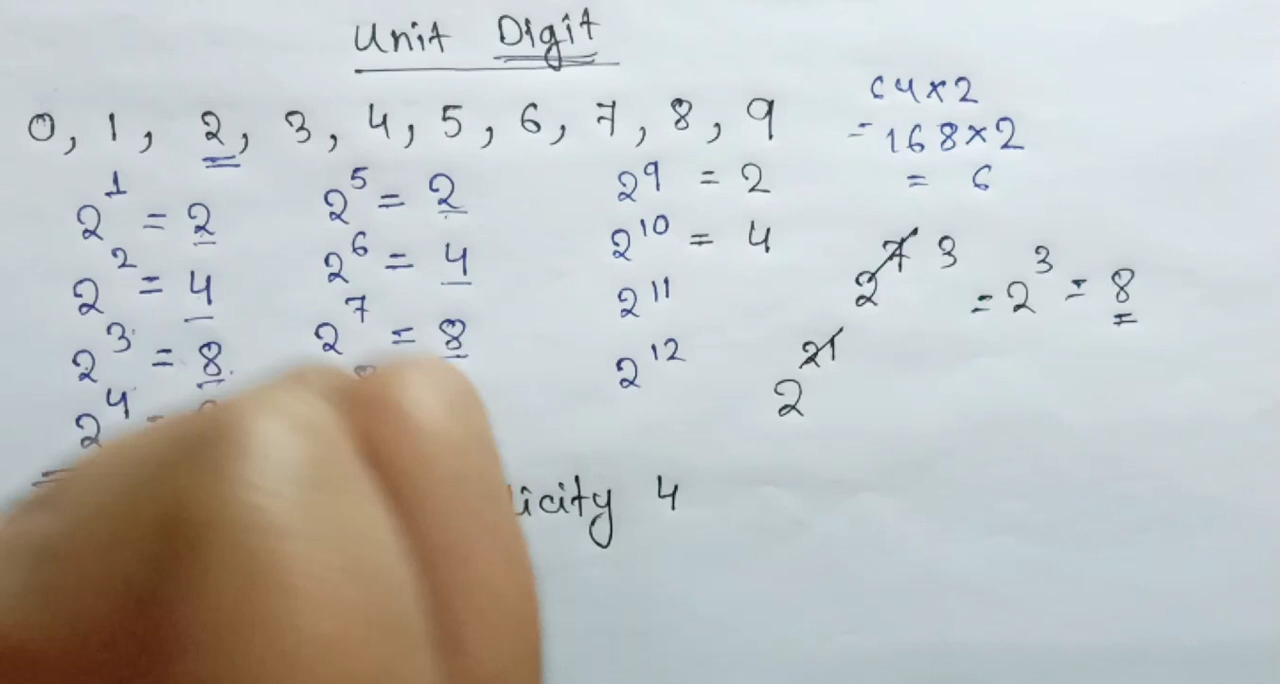 Unit Digit
0, 1, 2, 3, 4, 5, 6, 7, 8, 9
2^1 = 2
2^2 = 4
2^3 = 8
2^4
2^5 = 2
2^6 = 4
2^7 = 8
2^9 = 2
2^10 = 4
2^11
2^12
icity 4
64×2
= 168×2
= 6
2^7 3 = 2^3 = 8
2^21